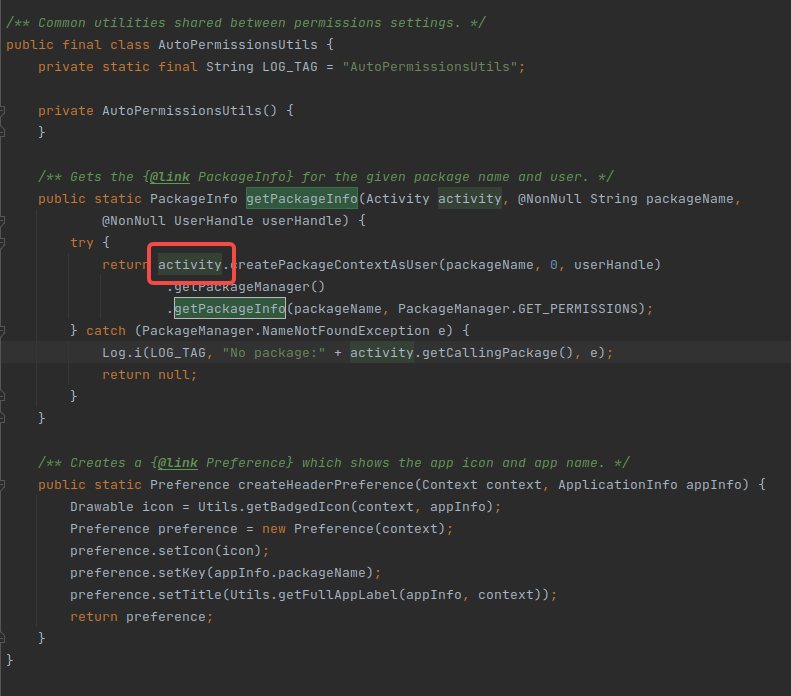 /** Common utilities shared between permissions settings. */
public final class AutoPermissionsUtils {
private static final String LOG_TAG = "AutoPermissionsUtils";
private AutoPermissionsUtils() {
}
/** Gets the {@link PackageInfo} for the given package name and user. */
public static PackageInfo getPackageInfo(Activity activity, @NonNull String packageName,
@NonNull UserHandle userHandle) {
try {
return activity.createPackageContextAsUser(packageName, 0, userHandle)
.getPackageManager()
.getPackageInfo(packageName, PackageManager.GET_PERMISSIONS);
} catch (PackageManager.NameNotFoundException e) {
Log.i(LOG_TAG, "No package:" + activity.getCallingPackage(), e);
return null;
}
}
/** Creates a {@link Preference} which shows the app icon and app name. */
public static Preference createHeaderPreference(Context context, ApplicationInfo appInfo) {
Drawable icon = Utils.getBadgedIcon(context, appInfo);
Preference preference = new Preference(context);
preference.setIcon(icon);
preference.setKey(appInfo.packageName);
preference.setTitle(Utils.getFullAppLabel(appInfo, context));
return preference;
}
}